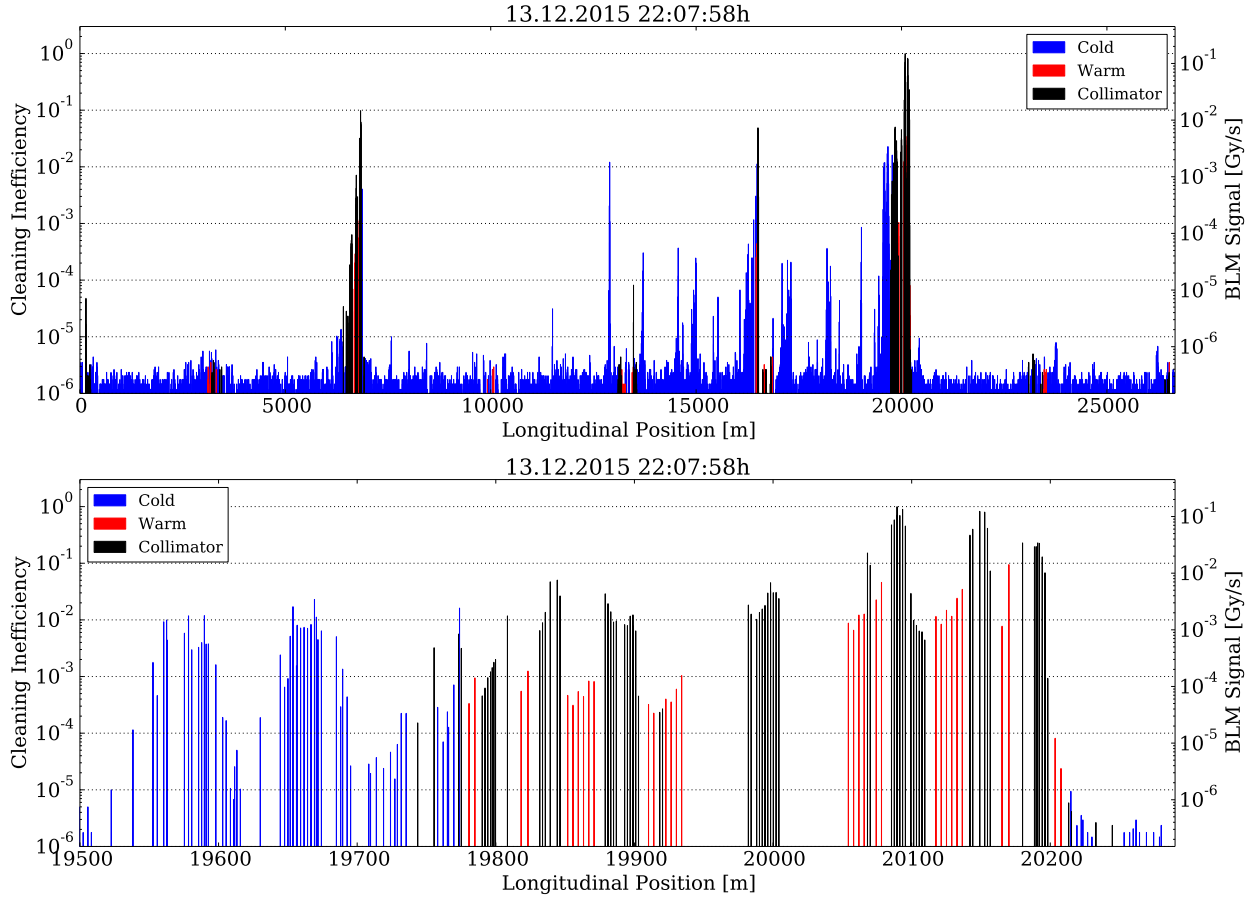 13.12.2015 22:07:58h
Cleaning Inefficiency
10^0
10^-1
10^-2
10^-3
10^-4
10^-5
10^-6
Cold
Warm
Collimator
10^-1
10^-2
10^-3
10^-4
10^-5
10^-6
BLM Signal [Gy/s]
0 5000 10000 15000 20000 25000
Longitudinal Position [m]
13.12.2015 22:07:58h
Cleaning Inefficiency
10^0
10^-1
10^-2
10^-3
10^-4
10^-5
10^-6
Cold
Warm
Collimator
10^-1
10^-2
10^-3
10^-4
10^-5
10^-6
BLM Signal [Gy/s]
19500 19600 19700 19800 19900 20000 20100 20200
Longitudinal Position [m]